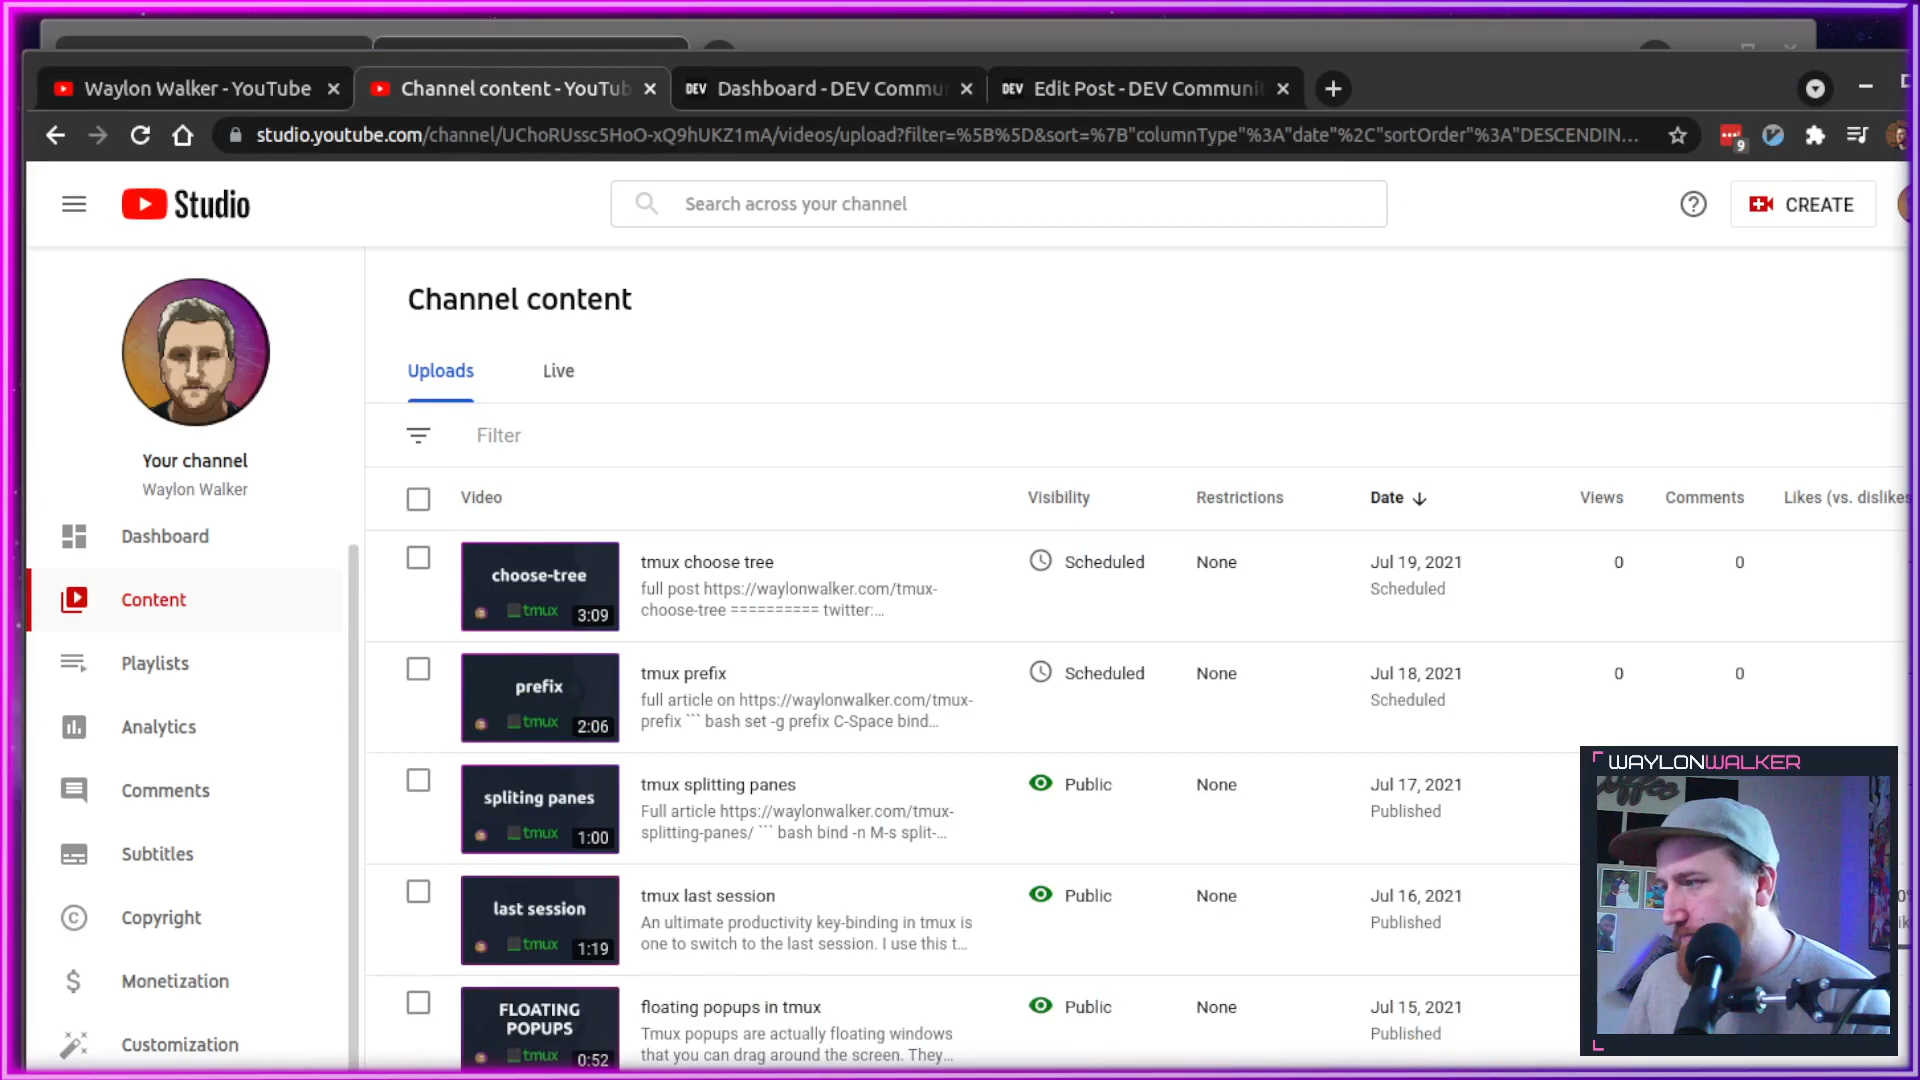 Waylon Walker - YouTube
Channel content - YouTub
DEV Dashboard - DEV Commu
DEV Edit Post - DEV Communi
studio.youtube.com/channel/UChoRUssc5HoO-xQ9hUKZ1mA/videos/upload?filter=%5B%5D&sort=%7B"columnType"%3A"date"%2C"sortOrder"%3A"DESCENDIN...
9
Studio
Search across your channel
CREATE
Your channel
Waylon Walker
Dashboard
Content
Playlists
Analytics
Comments
Subtitles
Copyright
Monetization
Customization
Channel content
Uploads
Live
Filter
Video
Visibility
Restrictions
Date
Views
Comments
Likes (vs. dislikes
choose-tree
tmux
3:09
tmux choose tree
full post https://waylonwalker.com/tmux-
choose-tree ========== twitter:...
Scheduled
None
Jul 19, 2021
Scheduled
0
0
prefix
tmux
2:06
tmux prefix
full article on https://waylonwalker.com/tmux-
prefix ``` bash set -g prefix C-Space bind...
Scheduled
None
Jul 18, 2021
Scheduled
0
0
spliting panes
tmux
1:00
tmux splitting panes
Full article https://waylonwalker.com/tmux-
splitting-panes/ ``` bash bind -n M-s split-...
Public
None
Jul 17, 2021
Published
last session
tmux
1:19
tmux last session
An ultimate productivity key-binding in tmux is
one to switch to the last session. I use this t...
Public
None
Jul 16, 2021
Published
FLOATING
POPUPS
tmux
0:52
floating popups in tmux
Tmux popups are actually floating windows
that you can drag around the screen. They...
Public
None
Jul 15, 2021
Published
WAYLONWALKER